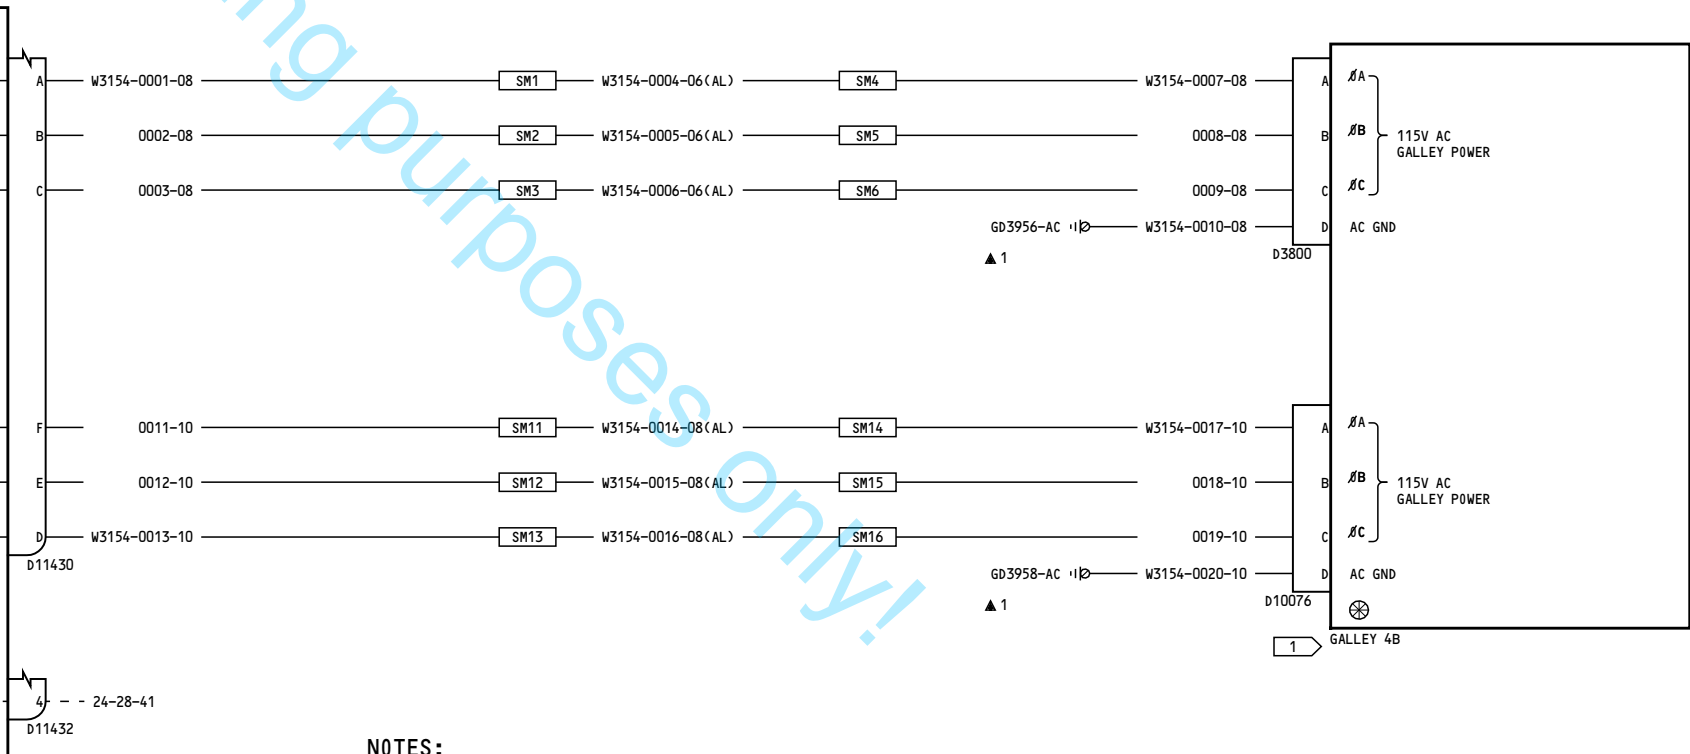 A W3154-0001-08 SM1 W3154-0004-06(AL) SM4 W3154-0007-08 A ØA
B 0002-08 SM2 W3154-0005-06(AL) SM5 0008-08 B ØB 115V AC
GALLEY POWER
C 0003-08 SM3 W3154-0006-06(AL) SM6 0009-08 C ØC
GD3956-AC W3154-0010-08 D AC GND
▲ 1 D3800
F 0011-10 SM11 W3154-0014-08(AL) SM14 W3154-0017-10 A ØA
E 0012-10 SM12 W3154-0015-08(AL) SM15 0018-10 B ØB 115V AC
GALLEY POWER
D W3154-0013-10 SM13 W3154-0016-08(AL) SM16 0019-10 C ØC
D11430 GD3958-AC W3154-0020-10 D AC GND
▲ 1 D10076
1 GALLEY 4B
4 24-28-41
D11432
NOTES:
ing purposes only!